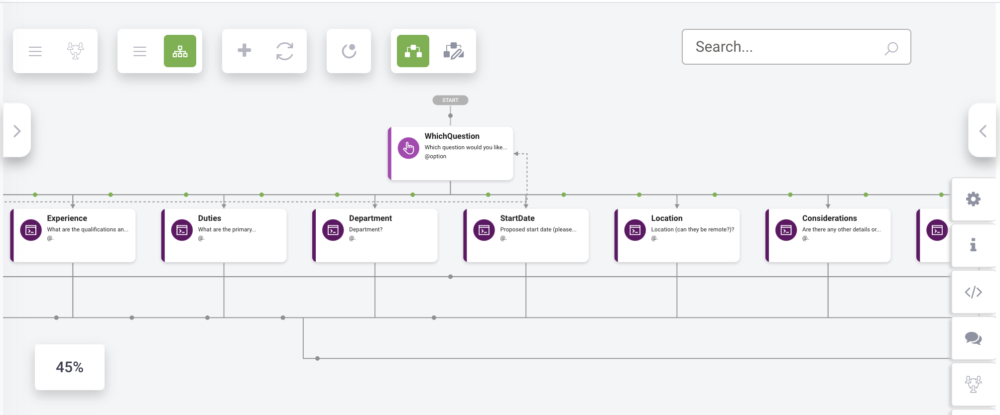 Search...
START
WhichQuestion
Which question would you like...
@option
Experience
What are the qualifications an...
@.
Duties
What are the primary...
@.
Department
Department?
@.
StartDate
Proposed start date (please...
@.
Location
Location (can they be remote?)?
@.
Considerations
Are there any other details or...
@.
45%